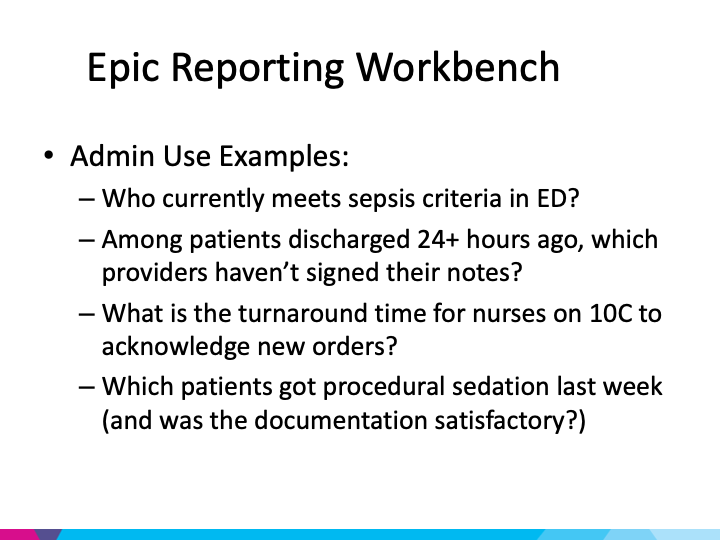 Epic Reporting Workbench
• Admin Use Examples:
– Who currently meets sepsis criteria in ED?
– Among patients discharged 24+ hours ago, which
providers haven’t signed their notes?
– What is the turnaround time for nurses on 10C to
acknowledge new orders?
– Which patients got procedural sedation last week
(and was the documentation satisfactory?)